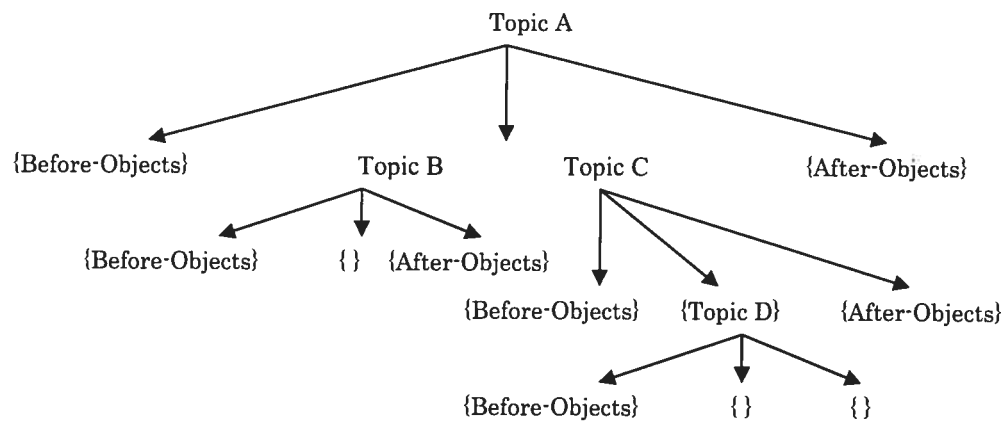 Topic A
{Before-Objects} Topic B Topic C {After-Objects}
{Before-Objects} { } {After-Objects}
{Before-Objects} {Topic D} {After-Objects}
{Before-Objects} { } { }